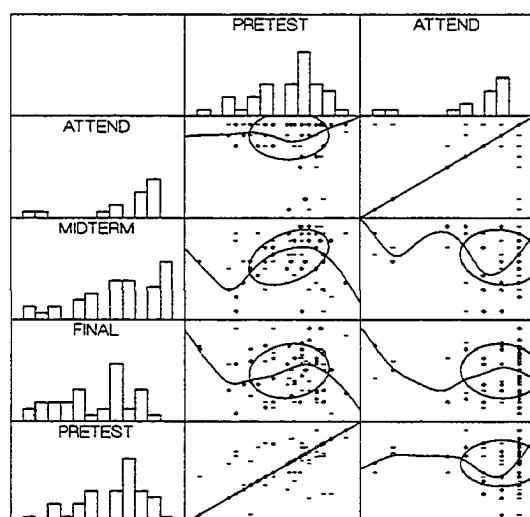 PRETEST
ATTEND
ATTEND
MIDTERM
FINAL
PRETEST